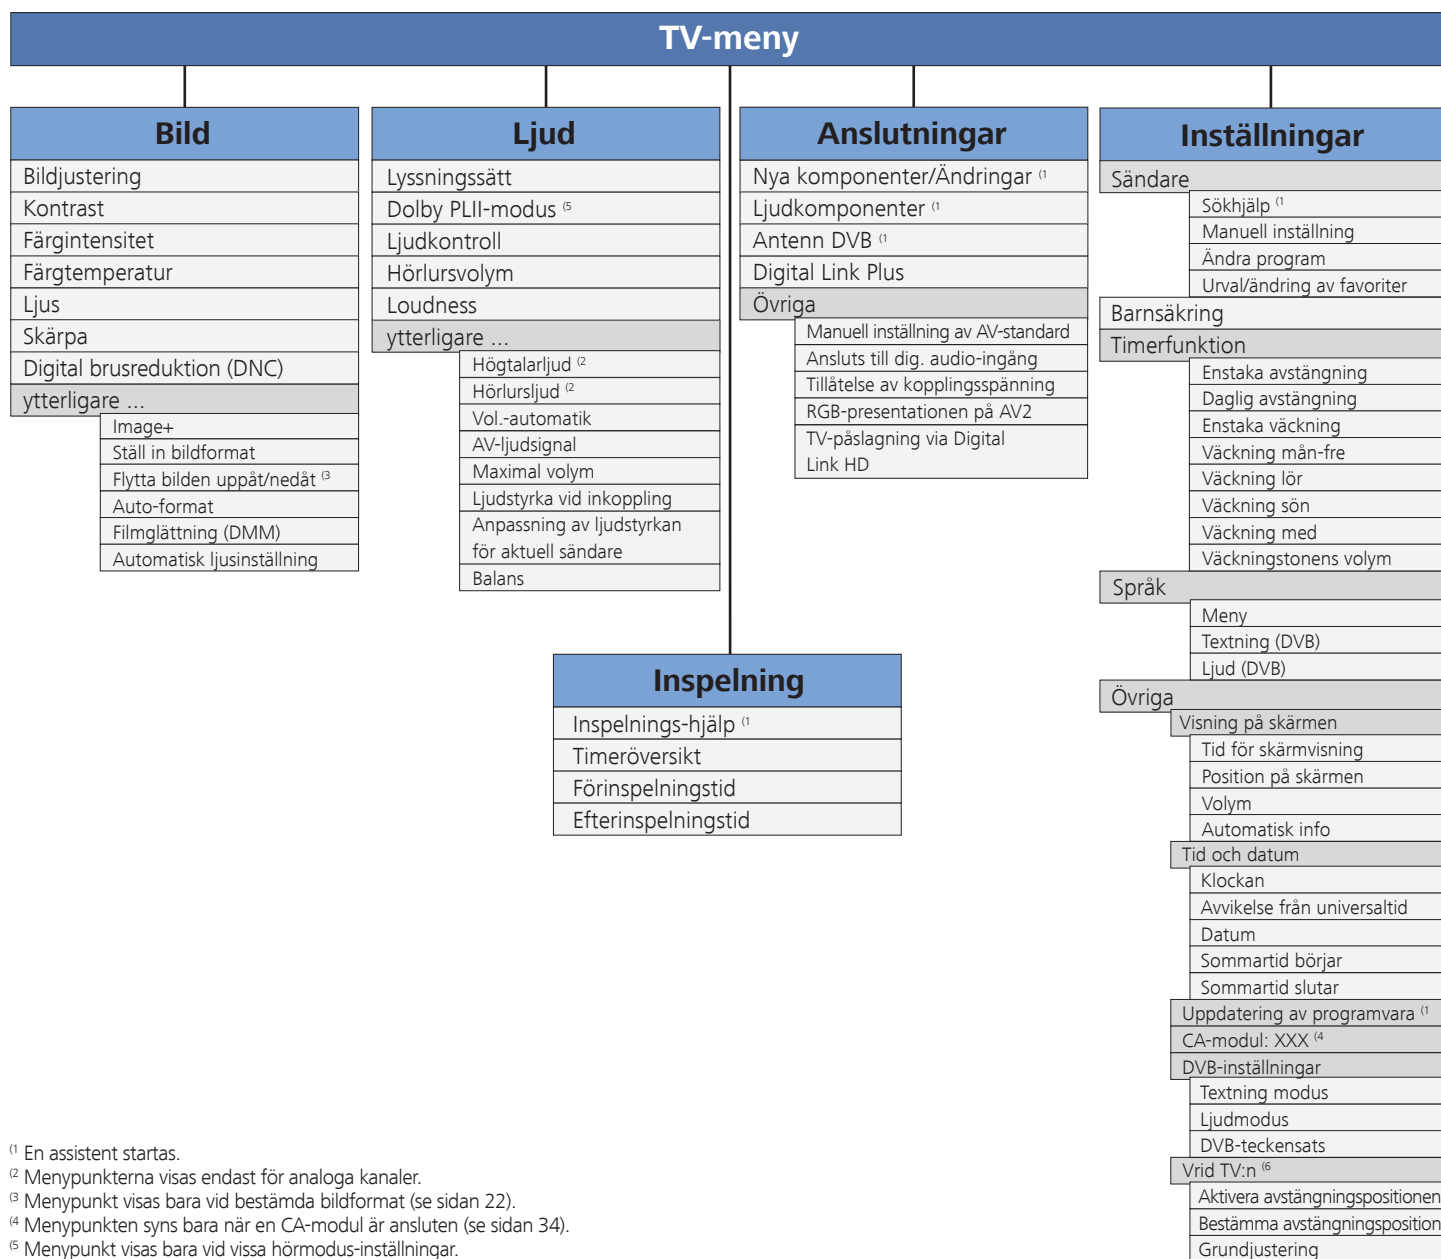 TV-meny
Bild
Bildjustering
Kontrast
Färgintensitet
Färgtemperatur
Ljus
Skärpa
Digital brusreduktion (DNC)
ytterligare ...
Image+
Ställ in bildformat
Flytta bilden uppåt/nedåt (3
Auto-format
Filmglättning (DMM)
Automatisk ljusinställning
Ljud
Lyssningssätt
Dolby PLII-modus (5
Ljudkontroll
Hörlursvolym
Loudness
ytterligare ...
Högtalarljud (2
Hörlursljud (2
Vol.-automatik
AV-ljudsignal
Maximal volym
Ljudstyrka vid inkoppling
Anpassning av ljudstyrkan
för aktuell sändare
Balans
Inspelning
Inspelnings-hjälp (1
Timeröversikt
Förinspelningstid
Efterinspelningstid
Anslutningar
Nya komponenter/Ändringar (1
Ljudkomponenter (1
Antenn DVB (1
Digital Link Plus
Övriga
Manuell inställning av AV-standard
Ansluts till dig. audio-ingång
Tillåtelse av kopplingsspänning
RGB-presentationen på AV2
TV-påslagning via Digital
Link HD
Inställningar
Sändare
Sökhjälp (1
Manuell inställning
Ändra program
Urval/ändring av favoriter
Barnsäkring
Timerfunktion
Enstaka avstängning
Daglig avstängning
Enstaka väckning
Väckning mån-fre
Väckning lör
Väckning sön
Väckning med
Väckningstonens volym
Språk
Meny
Textning (DVB)
Ljud (DVB)
Övriga
Visning på skärmen
Tid för skärmvisning
Position på skärmen
Volym
Automatisk info
Tid och datum
Klockan
Avvikelse från universaltid
Datum
Sommartid börjar
Sommartid slutar
Uppdatering av programvara (1
CA-modul: XXX (4
DVB-inställningar
Textning modus
Ljudmodus
DVB-teckensats
Vrid TV:n (6
Aktivera avstängningspositionen
Bestämma avstängningsposition
Grundjustering
(1 En assistent startas.
(2 Menypunkterna visas endast för analoga kanaler.
(3 Menypunkt visas bara vid bestämda bildformat (se sidan 22).
(4 Menypunkten syns bara när en CA-modul är ansluten (se sidan 34).
(5 Menypunkt visas bara vid vissa hörmodus-inställningar.